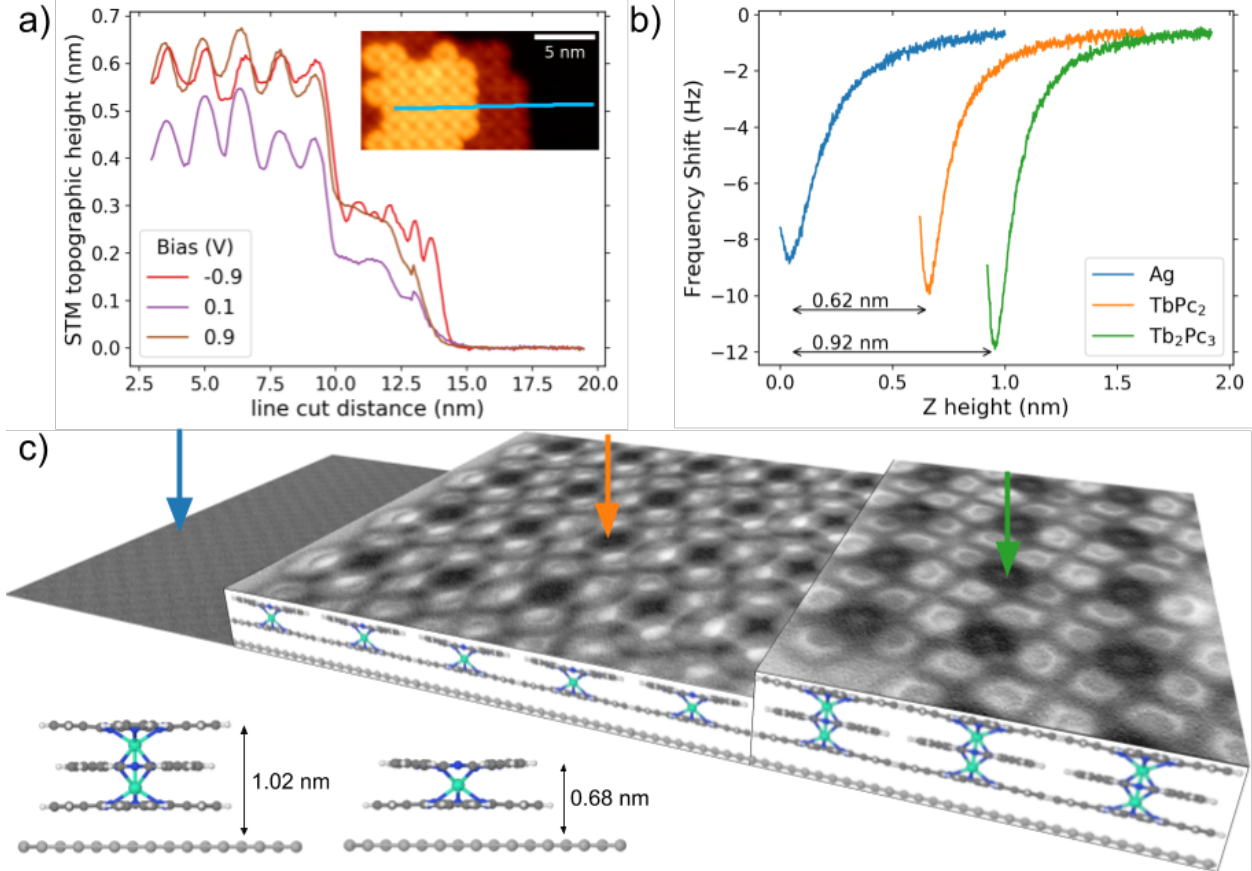 a)
STM topographic height (nm)
0.7
0.6
0.5
0.4
0.3
0.2
0.1
0.0
5 nm
Bias (V)
-0.9
0.1
0.9
2.5 5.0 7.5 10.0 12.5 15.0 17.5 20.0
line cut distance (nm)
b)
Frequency Shift (Hz)
0
−2
−4
−6
−8
−10
−12
0.62 nm
0.92 nm
Ag
TbPc₂
Tb₂Pc₃
0.0 0.5 1.0 1.5 2.0
Z height (nm)
c)
1.02 nm
0.68 nm